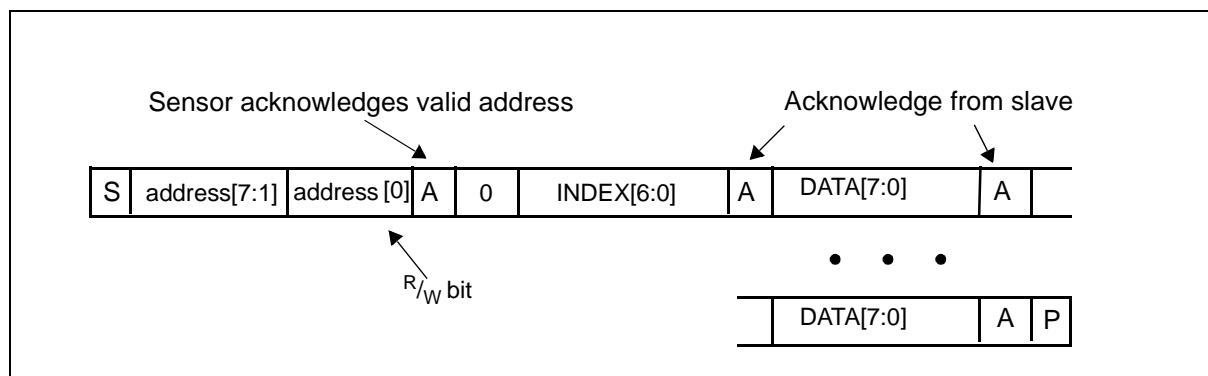 Sensor acknowledges valid address
Acknowledge from slave
S address[7:1] address [0] A 0 INDEX[6:0] A DATA[7:0] A
R/W bit
DATA[7:0] A P